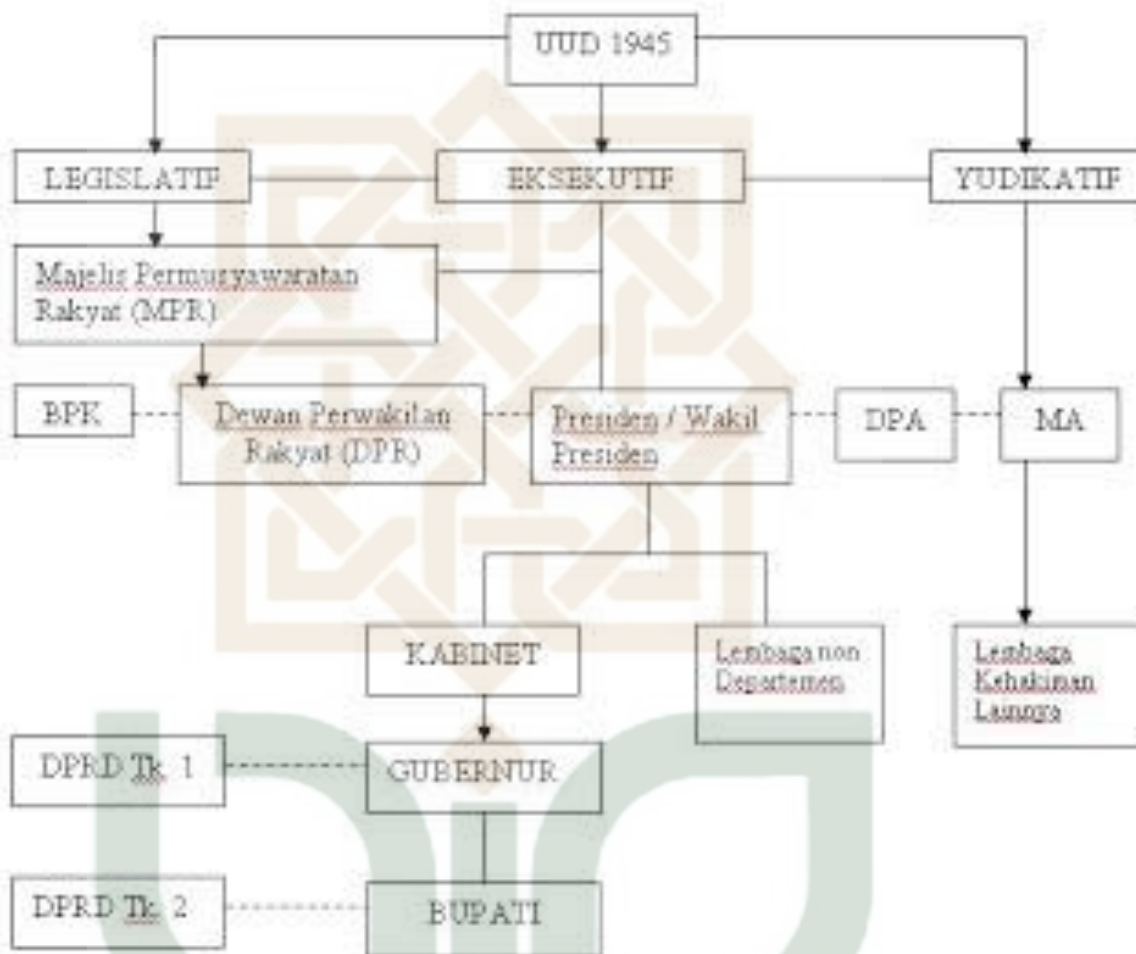 UUD 1945
LEGISLATIF
EKSEKUTIF
YUDIKATIF
Majelis Permusyawaratan
Rakyat (MPR)
BPK
Dewan Perwakilan
Rakyat (DPR)
Presiden / Wakil
Presiden
DPA
MA
KABINET
Lembaga non
Departemen
Lembaga
Kehakiman
Lainnya
DPRD Tk. 1
GUBERNUR
DPRD Tk. 2
BUPATI